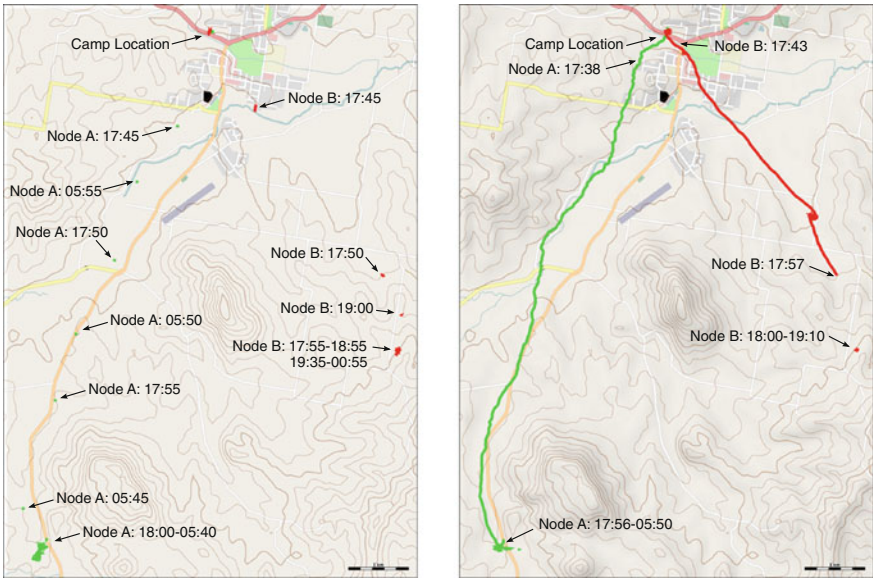 Camp Location
Node B: 17:45
Node A: 17:45
Node A: 05:55
Node A: 17:50
Node B: 17:50
Node B: 19:00
Node A: 05:50
Node B: 17:55-18:55
19:35-00:55
Node A: 17:55
Node A: 05:45
Node A: 18:00-05:40
Camp Location
Node B: 17:43
Node A: 17:38
Node B: 17:57
Node B: 18:00-19:10
Node A: 17:56-05:50